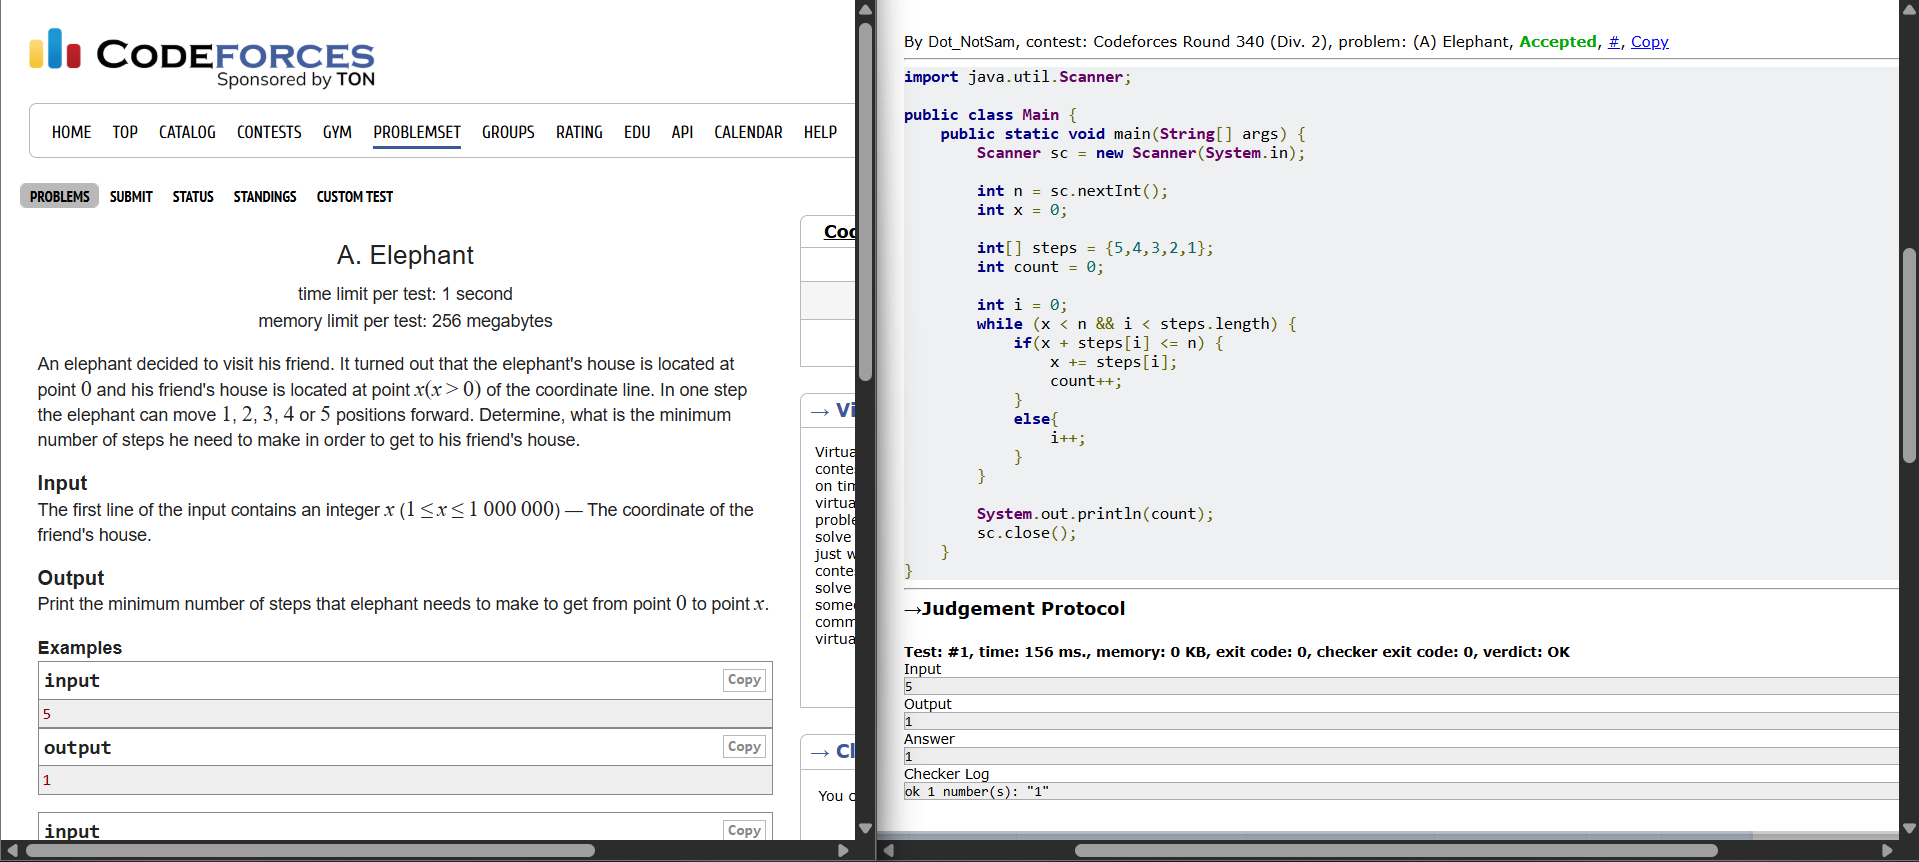 CODEFORCES
Sponsored by TON
HOME TOP CATALOG CONTESTS GYM PROBLEMSET GROUPS RATING EDU API CALENDAR HELP
PROBLEMS SUBMIT STATUS STANDINGS CUSTOM TEST
A. Elephant
time limit per test: 1 second
memory limit per test: 256 megabytes
An elephant decided to visit his friend. It turned out that the elephant's house is located at
point 0 and his friend's house is located at point x(x > 0) of the coordinate line. In one step
the elephant can move 1, 2, 3, 4 or 5 positions forward. Determine, what is the minimum
number of steps he need to make in order to get to his friend's house.
Input
The first line of the input contains an integer x (1 ≤ x ≤ 1 000 000) — The coordinate of the
friend's house.
Output
Print the minimum number of steps that elephant needs to make to get from point 0 to point x.
Examples
input Copy
5
output Copy
1
input Copy
→ Vi
Virtua
conte
on tim
virtua
proble
solve
just w
conte
solve
some
comm
virtua
→ Cl
You c
By Dot_NotSam, contest: Codeforces Round 340 (Div. 2), problem: (A) Elephant, Accepted, #, Copy
import java.util.Scanner;
public class Main {
    public static void main(String[] args) {
        Scanner sc = new Scanner(System.in);
        int n = sc.nextInt();
        int x = 0;
        int[] steps = {5,4,3,2,1};
        int count = 0;
        int i = 0;
        while (x < n && i < steps.length) {
            if(x + steps[i] <= n) {
                x += steps[i];
                count++;
            }
            else{
                i++;
            }
        }
        System.out.println(count);
        sc.close();
    }
}
→Judgement Protocol
Test: #1, time: 156 ms., memory: 0 KB, exit code: 0, checker exit code: 0, verdict: OK
Input
5
Output
1
Answer
1
Checker Log
ok 1 number(s): "1"